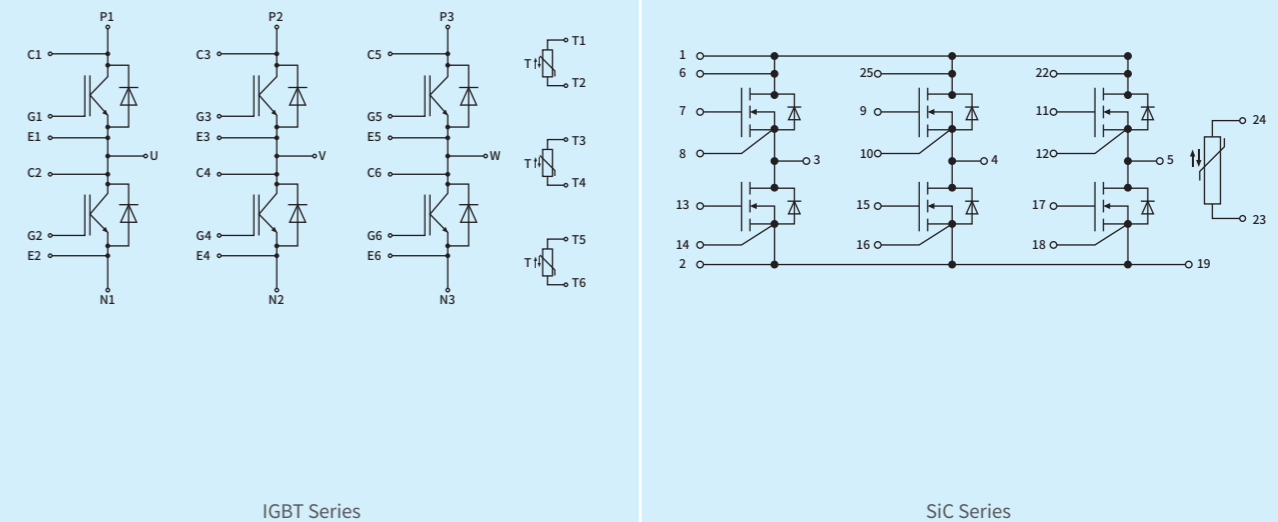 P1 P2 P3
C1 C3 C5 T1
T
T2
G1 G3 G5
E1 E3 E5 T3
U V W T
C2 C4 C6 T4
G2 G4 G6 T5
E2 E4 E6 T
T6
N1 N2 N3
IGBT Series
1
6 25 22
7 9 11 24
8 10 12
3 4 5
13 15 17 23
14 16 18
2 19
SiC Series